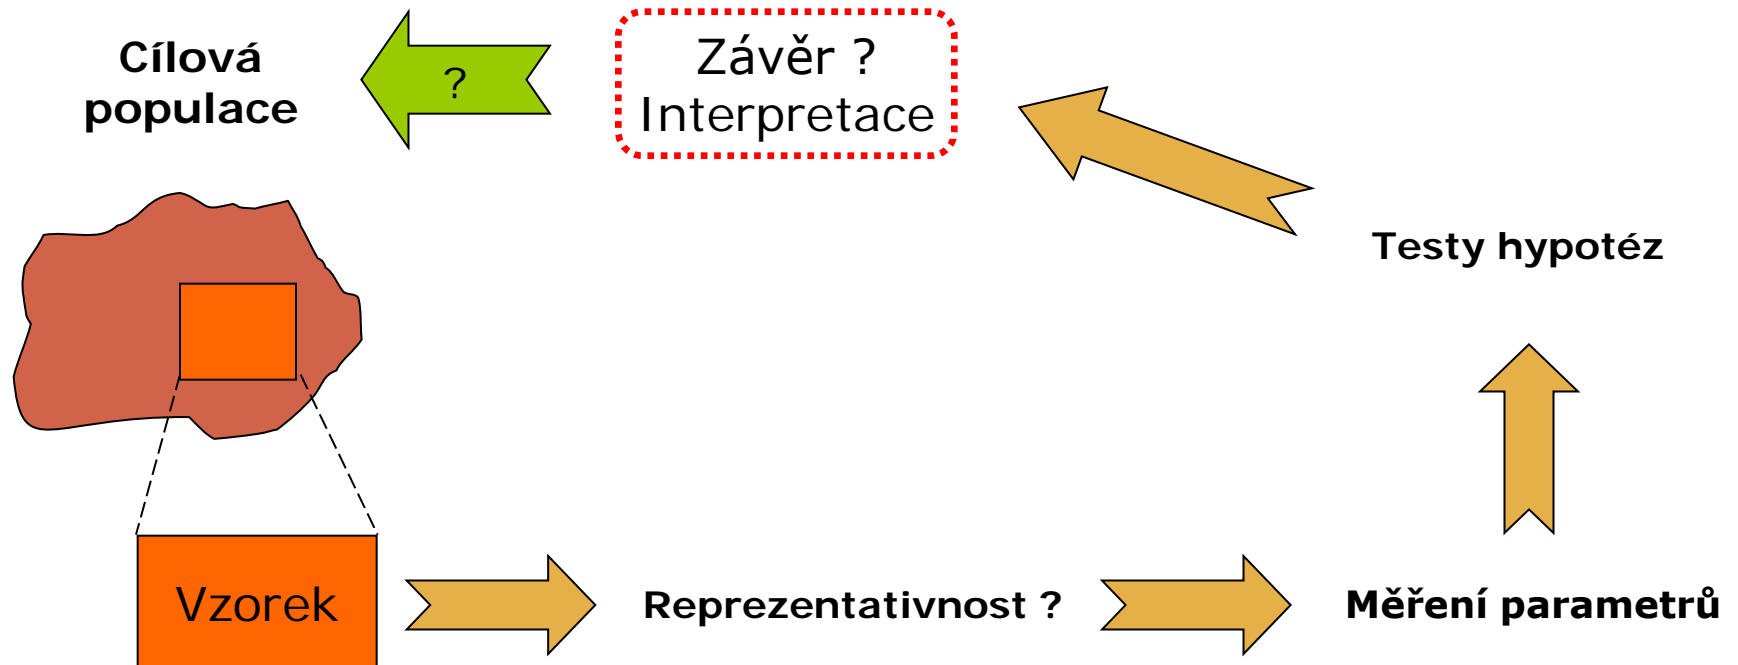 Cílová
populace
?
Závěr ?
Interpretace
Testy hypotéz
Vzorek
Reprezentativnost ?
Měření parametrů